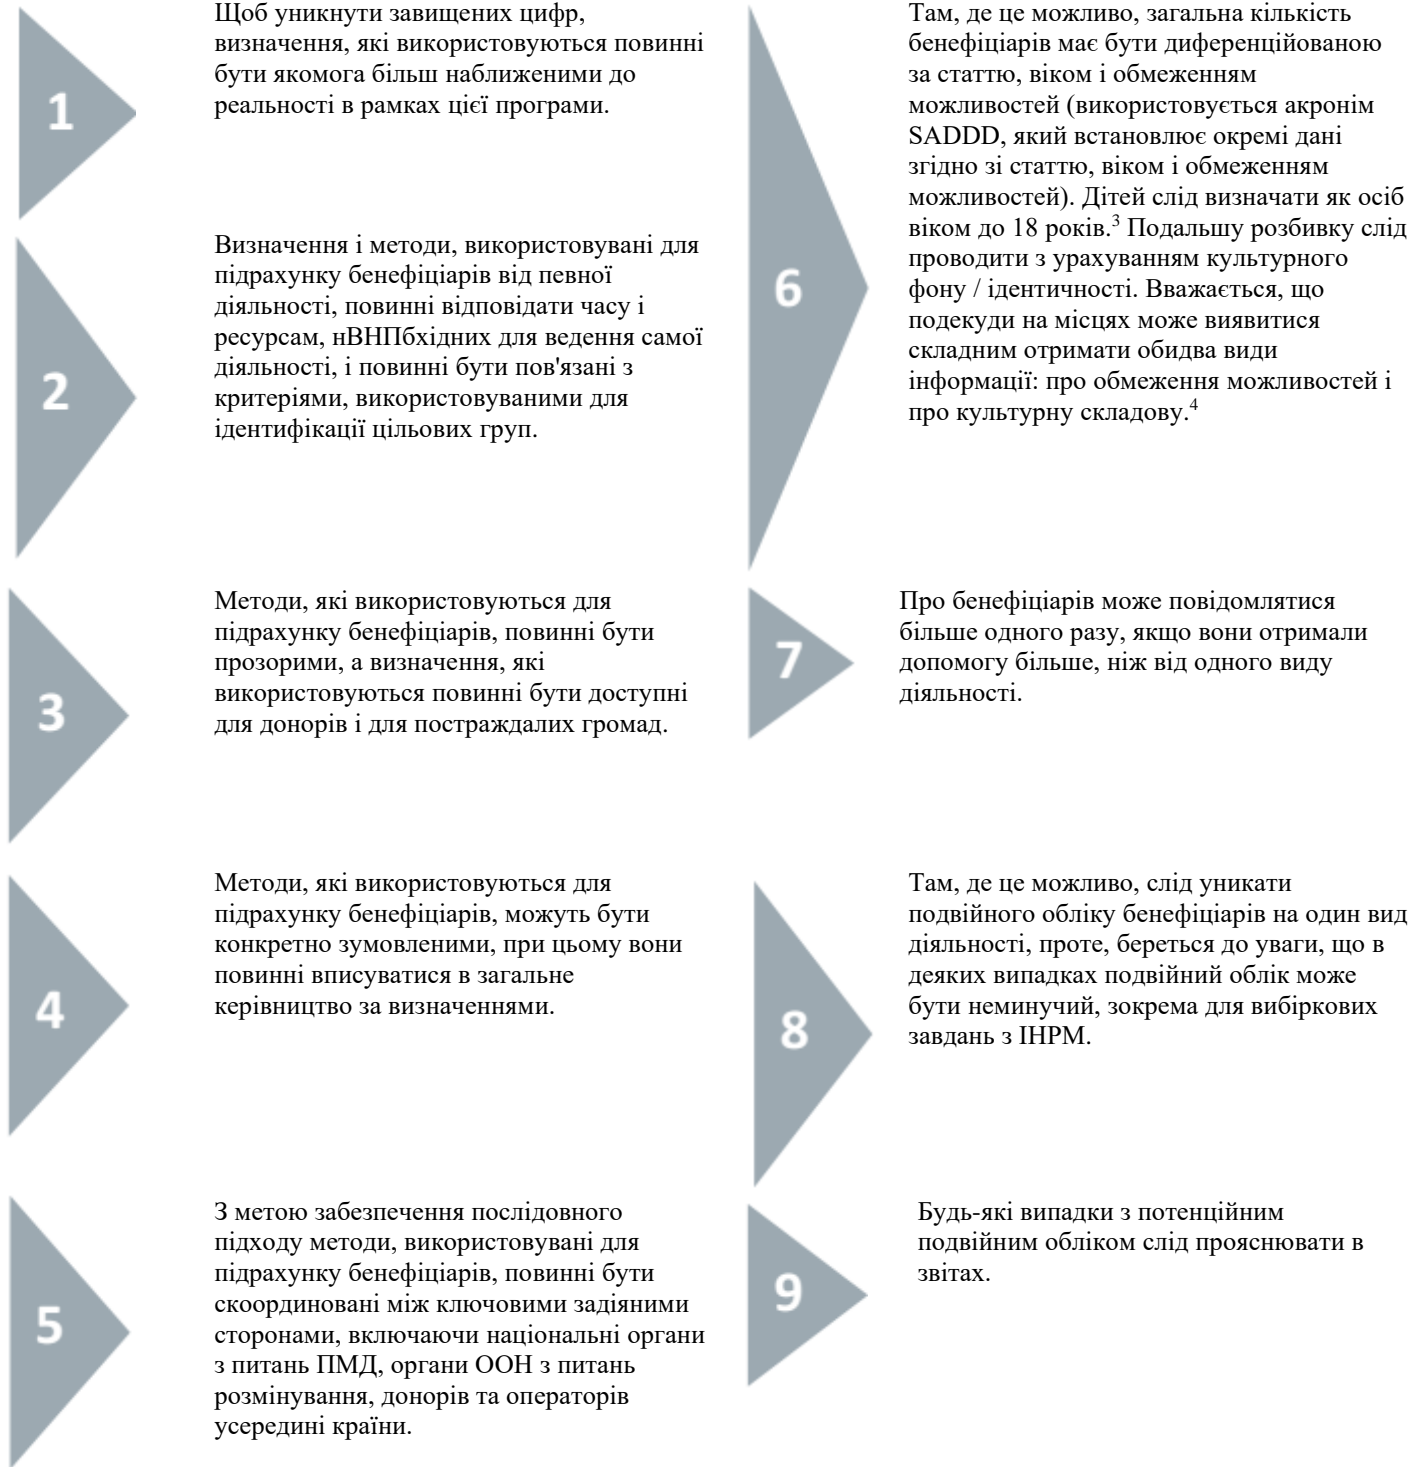 1
Щоб уникнути завищених цифр,
визначення, які використовуються повинні
бути якомога більш наближеними до
реальності в рамках цієї програми.
2
Визначення і методи, використовувані для
підрахунку бенефіціарів від певної
діяльності, повинні відповідати часу і
ресурсам, нВНПбхідних для ведення самої
діяльності, і повинні бути пов'язані з
критеріями, використовуваними для
ідентифікації цільових груп.
3
Методи, які використовуються для
підрахунку бенефіціарів, повинні бути
прозорими, а визначення, які
використовуються повинні бути доступні
для донорів і для постраждалих громад.
4
Методи, які використовуються для
підрахунку бенефіціарів, можуть бути
конкретно зумовленими, при цьому вони
повинні вписуватися в загальне
керівництво за визначеннями.
5
З метою забезпечення послідовного
підходу методи, використовувані для
підрахунку бенефіціарів, повинні бути
скоординовані між ключовими задіяними
сторонами, включаючи національні органи
з питань ПМД, органи ООН з питань
розмінування, донорів та операторів
усередині країни.
6
Там, де це можливо, загальна кількість
бенефіціарів має бути диференційованою
за статтю, віком і обмеженням
можливостей (використовується акронім
SADDD, який встановлює окремі дані
згідно зі статтю, віком і обмеженням
можливостей). Дітей слід визначати як осіб
віком до 18 років.³ Подальшу розбивку слід
проводити з урахуванням культурного
фону / ідентичності. Вважається, що
подекуди на місцях може виявитися
складним отримати обидва види
інформації: про обмеження можливостей і
про культурну складову.⁴
7
Про бенефіціарів може повідомлятися
більше одного разу, якщо вони отримали
допомогу більше, ніж від одного виду
діяльності.
8
Там, де це можливо, слід уникати
подвійного обліку бенефіціарів на один вид
діяльності, проте, береться до уваги, що в
деяких випадках подвійний облік може
бути неминучий, зокрема для вибіркових
завдань з ІНРМ.
9
Будь-які випадки з потенційним
подвійним обліком слід прояснювати в
звітах.